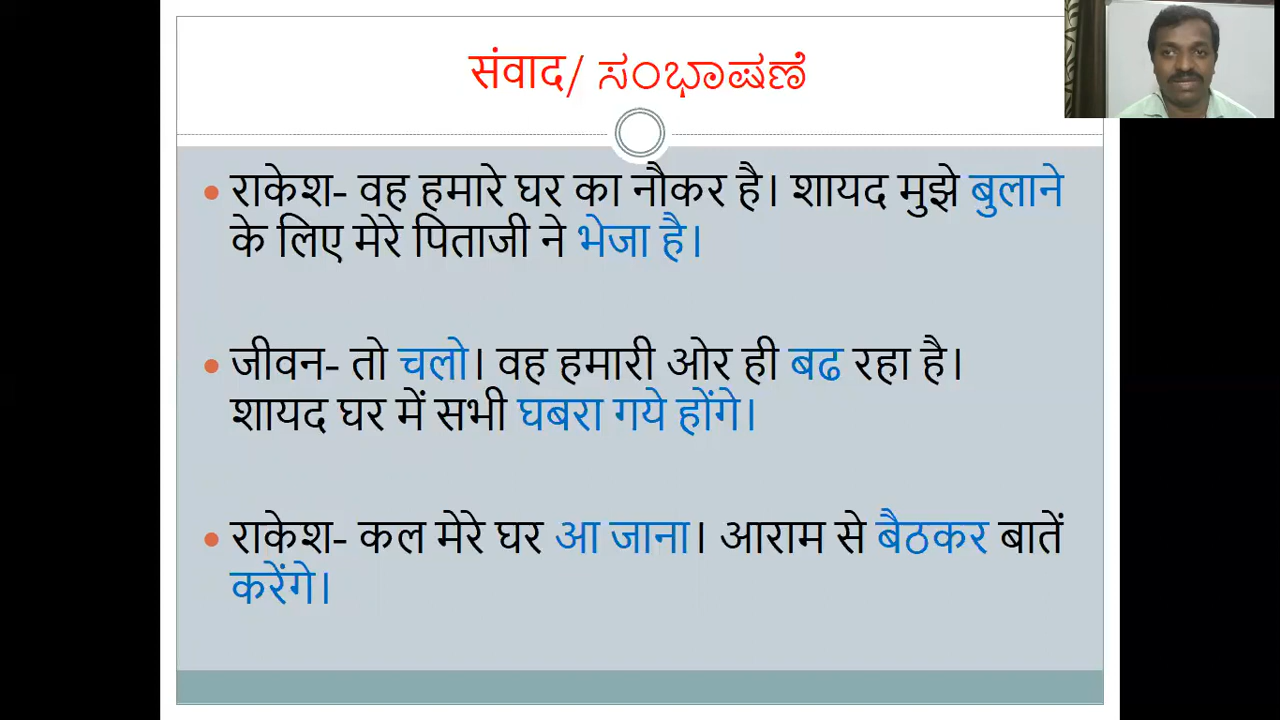 संवाद/ ಸಂಭಾಷಣೆ
राकेश- वह हमारे घर का नौकर है। शायद मुझे बुलाने
के लिए मेरे पिताजी ने भेजा है।
जीवन- तो चलो। वह हमारी ओर ही बढ रहा है।
शायद घर में सभी घबरा गये होंगे।
राकेश- कल मेरे घर आ जाना। आराम से बैठकर बातें
करेंगे।